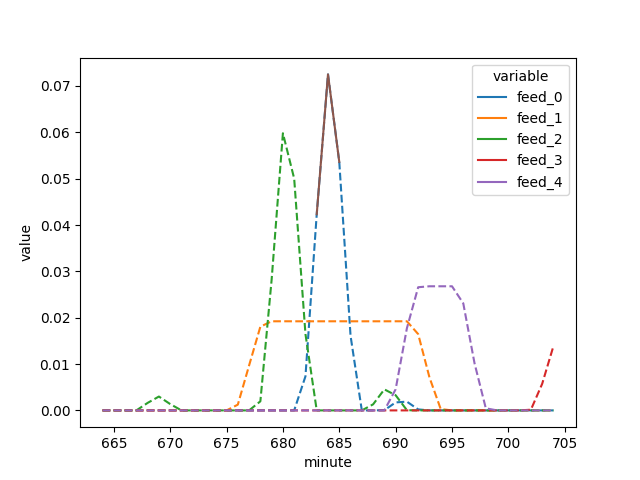 variable
feed_0
feed_1
feed_2
feed_3
feed_4
value
0.07
0.06
0.05
0.04
0.03
0.02
0.01
0.00
665 670 675 680 685 690 695 700 705
minute